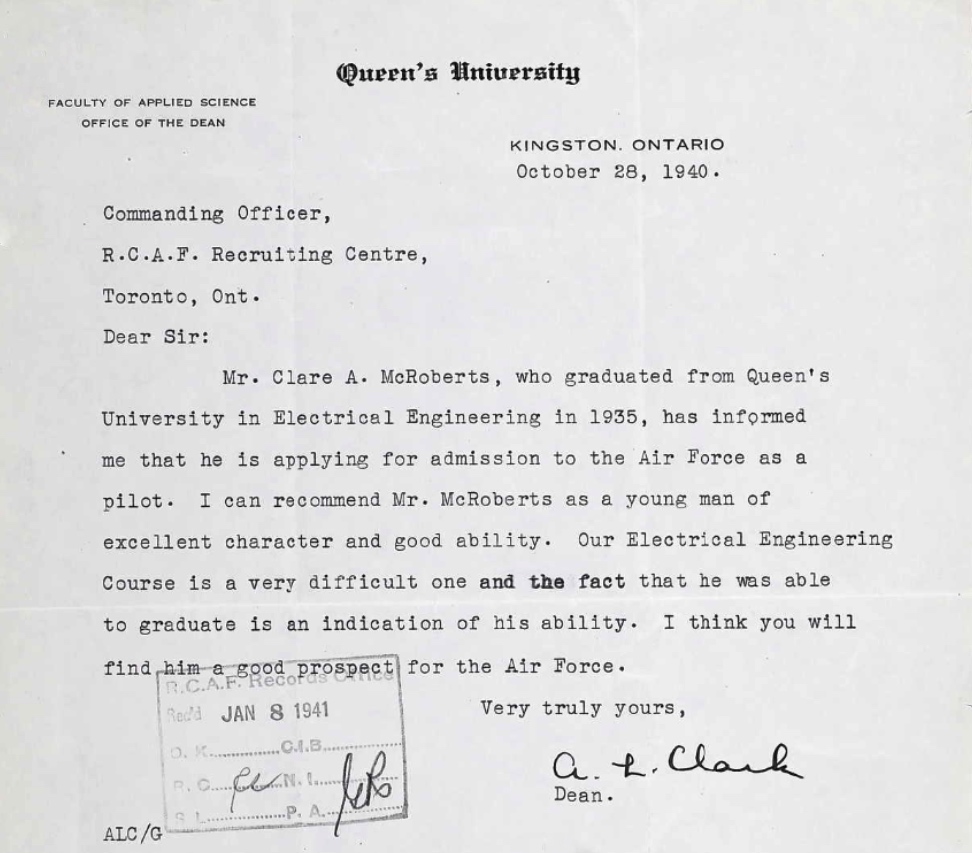 Queen's University
FACULTY OF APPLIED SCIENCE
OFFICE OF THE DEAN
KINGSTON. ONTARIO
October 28, 1940.
Commanding Officer,
R.C.A.F. Recruiting Centre,
Toronto, Ont.
Dear Sir:
Mr. Clare A. McRoberts, who graduated from Queen's
University in Electrical Engineering in 1935, has informed
me that he is applying for admission to the Air Force as a
pilot. I can recommend Mr. McRoberts as a young man of
excellent character and good ability. Our Electrical Engineering
Course is a very difficult one and the fact that he was able
to graduate is an indication of his ability. I think you will
find him a good prospect for the Air Force.
R.C.A.F. Records Office
Rec'd JAN 8 1941
O. K. C.I.B.
R. C. N. I.
S I. P. A.
Very truly yours,
A. L. Clark
Dean.
ALC/G